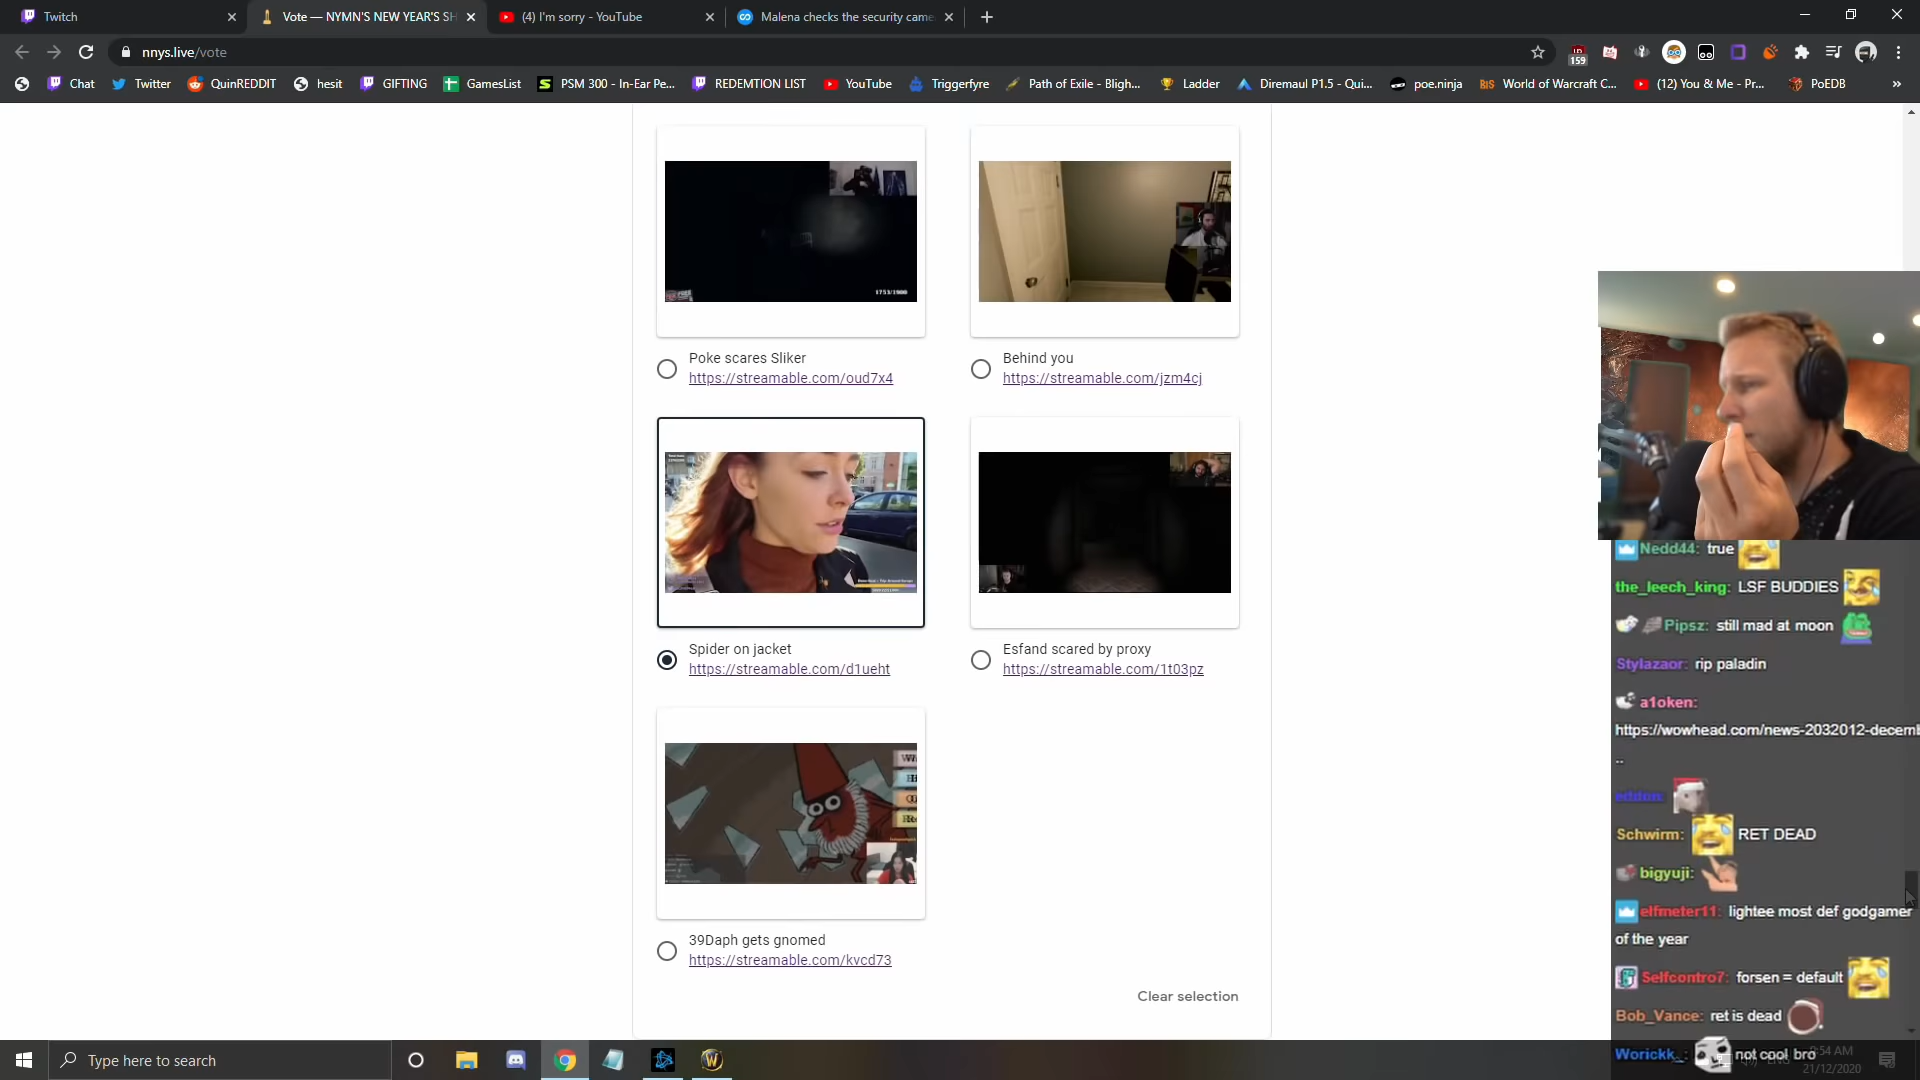 Twitch
Vote — NYMN'S NEW YEAR'S SH
(4) I'm sorry - YouTube
Malena checks the security came
nnys.live/vote
159
Chat
Twitter
QuinREDDIT
hesit
GIFTING
GamesList
PSM 300 - In-Ear Pe...
REDEMTION LIST
YouTube
Triggerfyre
Path of Exile - Bligh...
Ladder
Diremaul P1.5 - Qui...
poe.ninja
World of Warcraft C...
(12) You & Me - Pr...
PoEDB
»
1753/1900
Poke scares Sliker
https://streamable.com/oud7x4
Behind you
https://streamable.com/jzm4cj
Spider on jacket
https://streamable.com/d1ueht
Esfand scared by proxy
https://streamable.com/1t03pz
39Daph gets gnomed
https://streamable.com/kvcd73
Clear selection
Nedd44: true
the_leech_king: LSF BUDDIES
Pipsz: still mad at moon
Stylazaor: rip paladin
a1oken:
https://wowhead.com/news-2032012-decemb
..
Schwirm: RET DEAD
bigyuji:
elfmeter11: lightee most def godgamer
of the year
Selfcontro7: forsen = default
Bob_Vance: ret is dead
Worickk_: not cool bro
Type here to search
:54 AM
21/12/2020